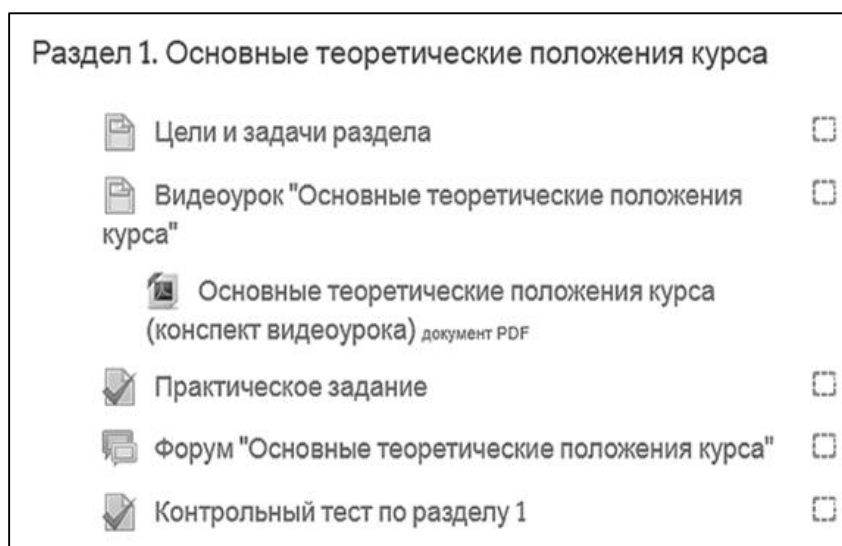 Раздел 1. Основные теоретические положения курса
Цели и задачи раздела
Видеоурок "Основные теоретические положения
курса"
Основные теоретические положения курса
(конспект видеоурока) документ PDF
Практическое задание
Форум "Основные теоретические положения курса"
Контрольный тест по разделу 1